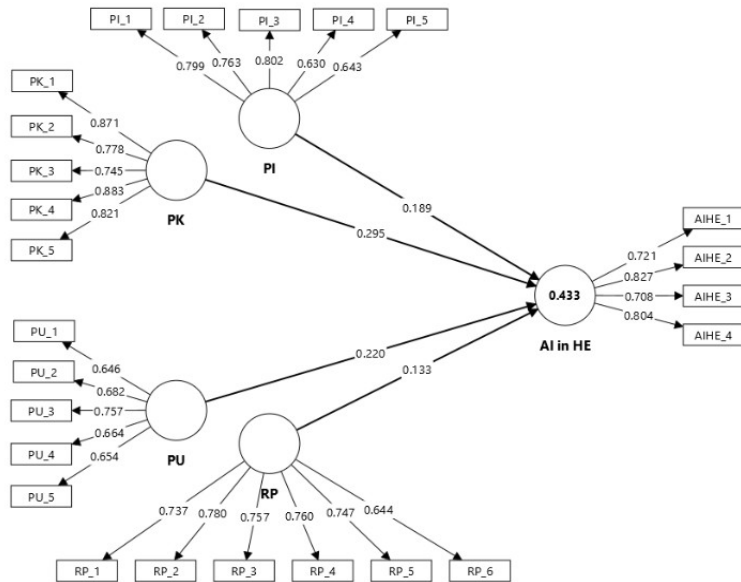 PI_1
PI_2
PI_3
PI_4
PI_5
0.799
0.763
0.802
0.630
0.643
PI
PK_1
PK_2
PK_3
PK_4
PK_5
0.871
0.778
0.745
0.883
0.821
PK
0.189
0.295
0.433
AI in HE
AIHE_1
AIHE_2
AIHE_3
AIHE_4
0.721
0.827
0.708
0.804
PU_1
PU_2
PU_3
PU_4
PU_5
0.646
0.682
0.757
0.664
0.654
PU
0.220
0.133
RP
0.737
0.780
0.757
0.760
0.747
0.644
RP_1
RP_2
RP_3
RP_4
RP_5
RP_6